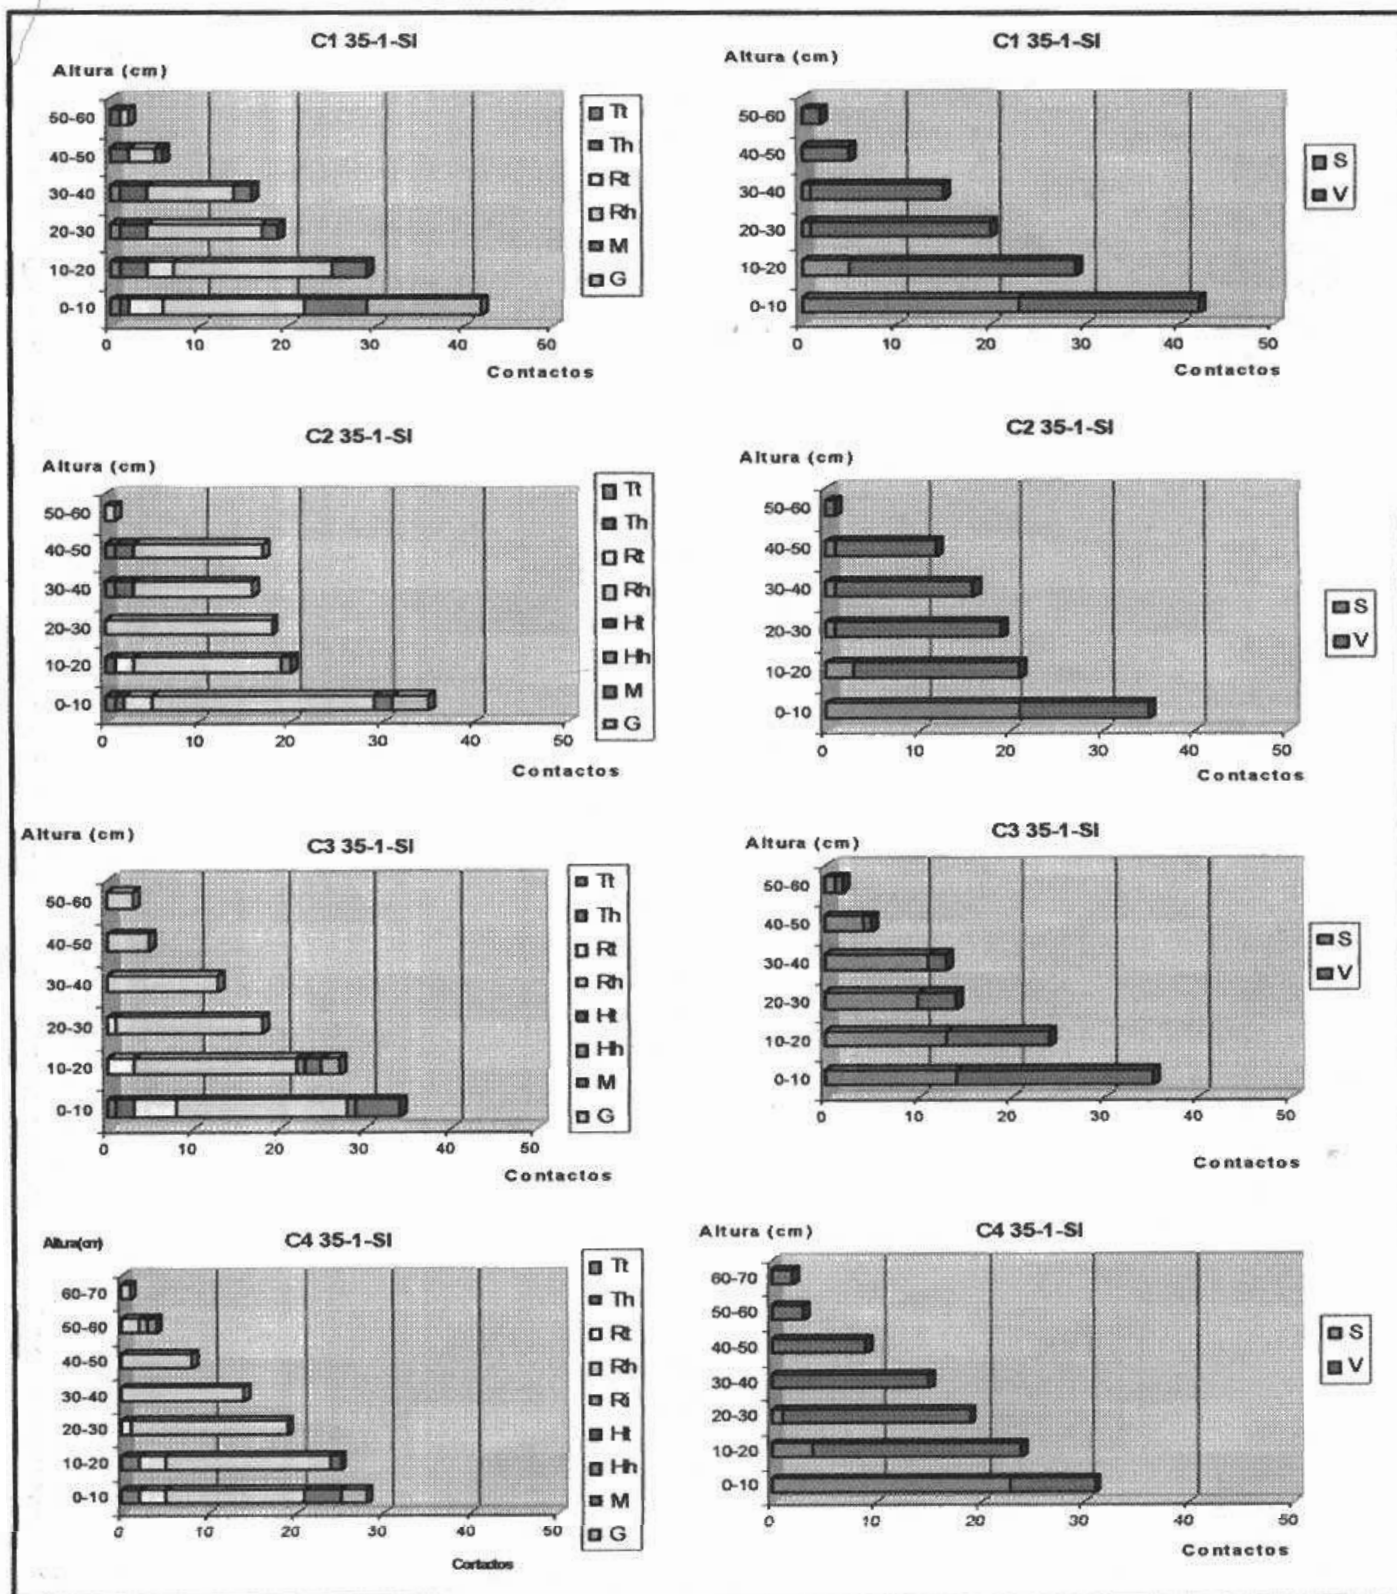 C1 35-1-SI
Altura (cm)
50-60
40-50
30-40
20-30
10-20
0-10
0 10 20 30 40 50 60
Contactos
Tt
Th
Rt
Rh
M
G
C1 35-1-SI
Altura (cm)
50-60
40-50
30-40
20-30
10-20
0-10
0 10 20 30 40 50
Contactos
S
V
C2 35-1-SI
Altura (cm)
50-60
40-50
30-40
20-30
10-20
0-10
0 10 20 30 40 50
Contactos
Tt
Th
Rt
Rh
Ht
Hh
M
G
C2 35-1-SI
Altura (cm)
50-60
40-50
30-40
20-30
10-20
0-10
0 10 20 30 40 50
Contactos
S
V
C3 35-1-SI
Altura (cm)
50-60
40-50
30-40
20-30
10-20
0-10
0 10 20 30 40 50
Contactos
Tt
Th
Rt
Rh
Ht
Hh
M
G
C3 35-1-SI
Altura (cm)
50-60
40-50
30-40
20-30
10-20
0-10
0 10 20 30 40 50
Contactos
S
V
C4 35-1-SI
Altura(cm)
60-70
50-60
40-50
30-40
20-30
10-20
0-10
0 10 20 30 40 50
Contactos
Tt
Th
Rt
Rh
Ri
Ht
Hh
M
G
C4 35-1-SI
Altura (cm)
60-70
50-60
40-50
30-40
20-30
10-20
0-10
0 10 20 30 40 50
Contactos
S
V